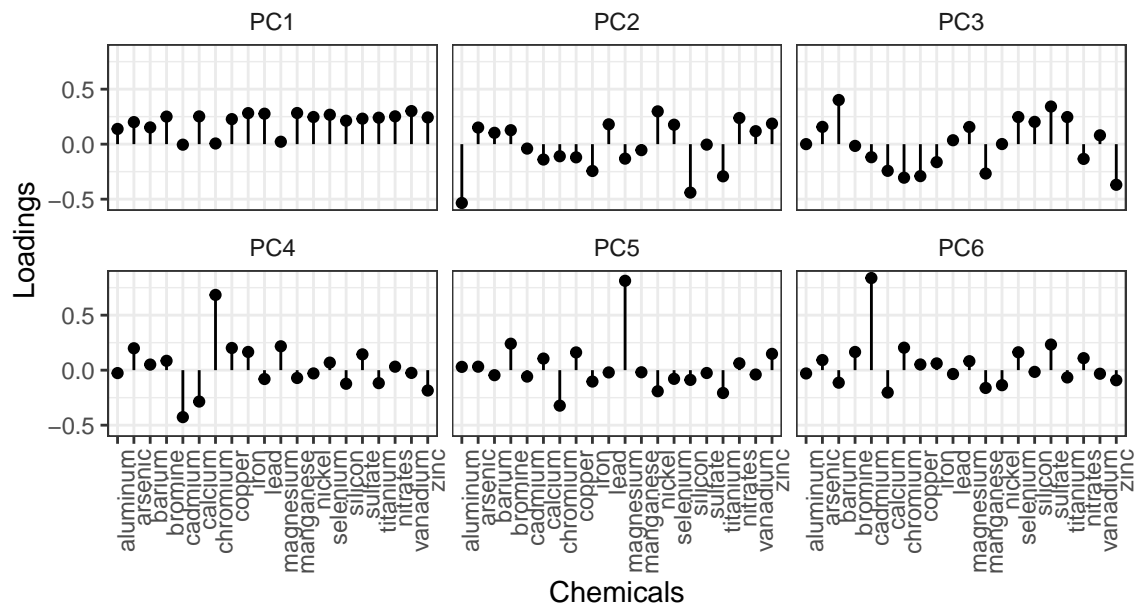 PC1 PC2 PC3
0.5
0.0
−0.5
PC4 PC5 PC6
0.5
0.0
−0.5
Loadings
aluminum arsenic barium bromine cadmium calcium chromium copper Iron lead magnesium manganese nickel selenium silicon sulfate titanium nitrates vanadium zinc
aluminum arsenic barium bromine cadmium calcium chromium copper Iron lead magnesium manganese nickel selenium silicon sulfate titanium nitrates vanadium zinc
aluminum arsenic barium bromine cadmium calcium chromium copper Iron lead magnesium manganese nickel selenium silicon sulfate titanium nitrates vanadium zinc
Chemicals